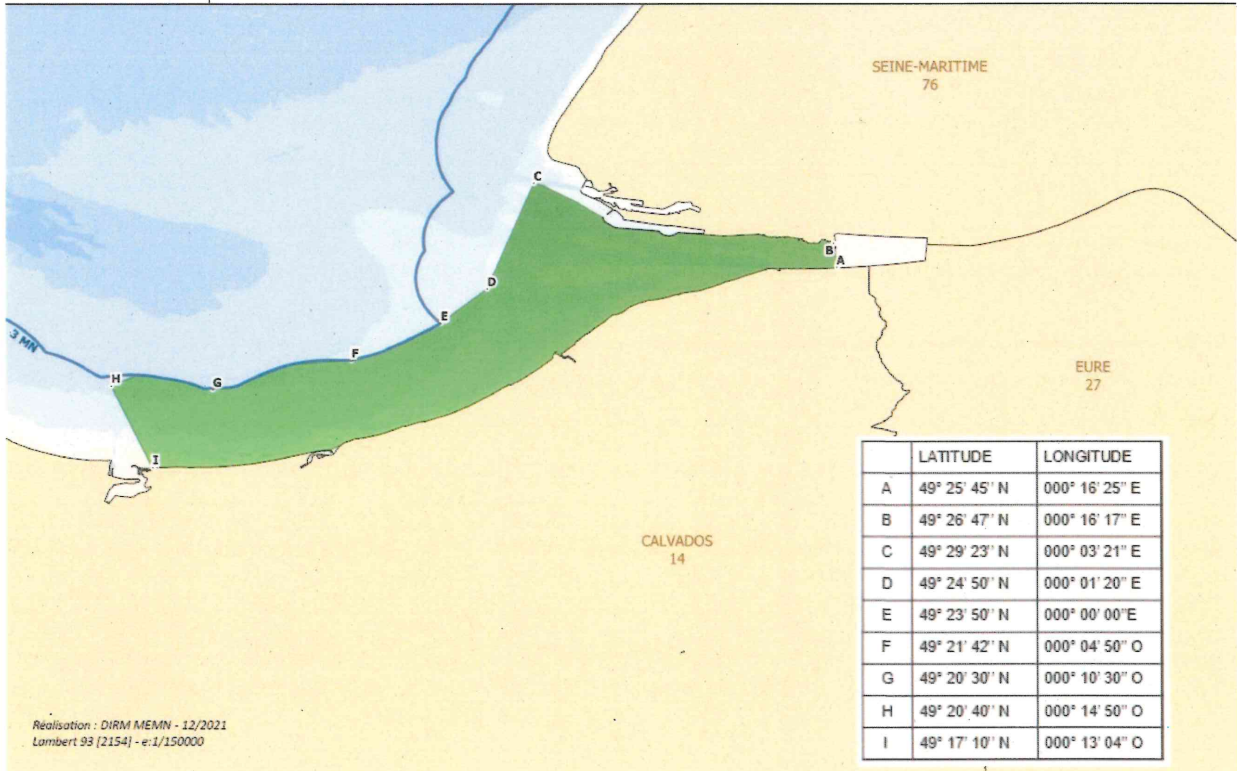 SEINE-MARITIME
76
C
B
A
D
E
3 MN
F
H
G
EURE
27
I
CALVADOS
14
LATITUDE LONGITUDE
A 49° 25' 45'' N 000° 16' 25" E
B 49° 26' 47'' N 000° 16' 17" E
C 49° 29' 23'' N 000° 03' 21" E
D 49° 24' 50'' N 000° 01' 20" E
E 49° 23' 50'' N 000° 00' 00"E
F 49° 21' 42'' N 000° 04' 50" O
G 49° 20' 30'' N 000° 10' 30" O
H 49° 20' 40'' N 000° 14' 50" O
I 49° 17' 10'' N 000° 13' 04" O
Réalisation : DIRM MEMN - 12/2021
Lambert 93 [2154] - e:1/150000